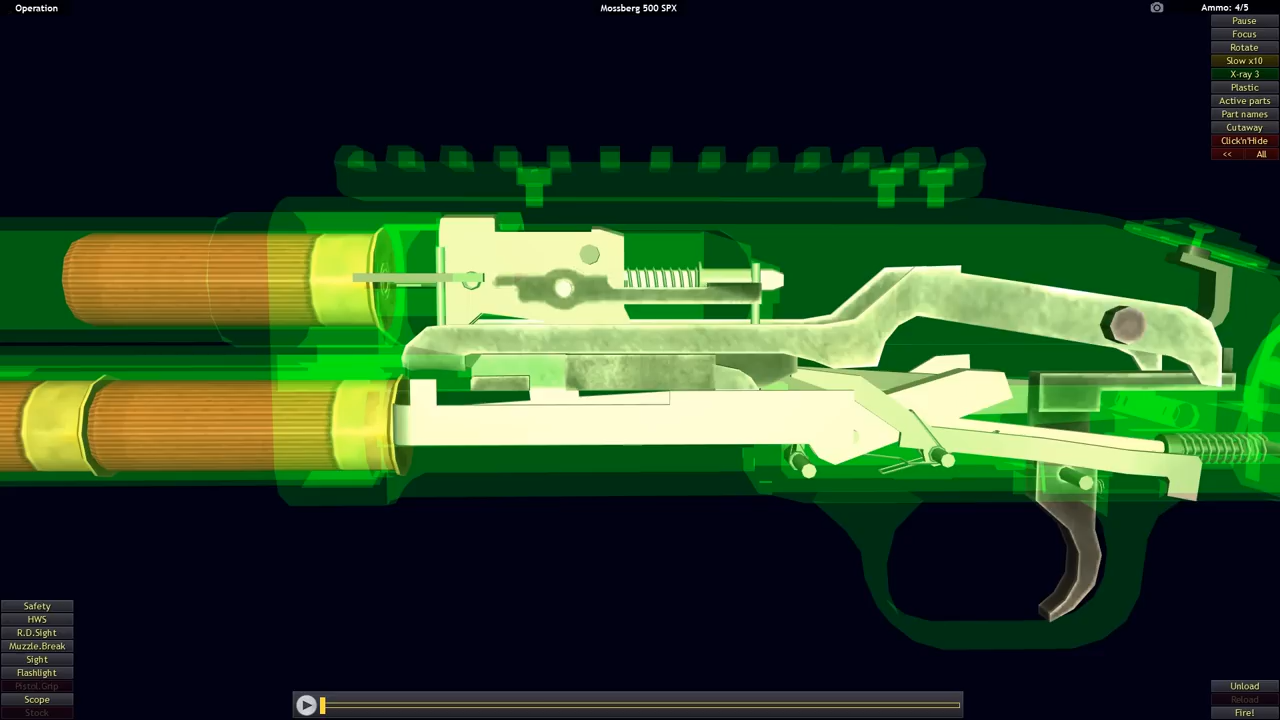 Operation
Mossberg 500 SPX
Ammo: 4/5
Pause
Focus
Rotate
Slow x10
X-ray 3
Plastic
Active parts
Part names
Cutaway
Click'n'Hide
<< All
Safety
HWS
R.D.Sight
Muzzle.Break
Sight
Flashlight
Pistol.Grip
Scope
Stock
Unload
Reload
Fire!